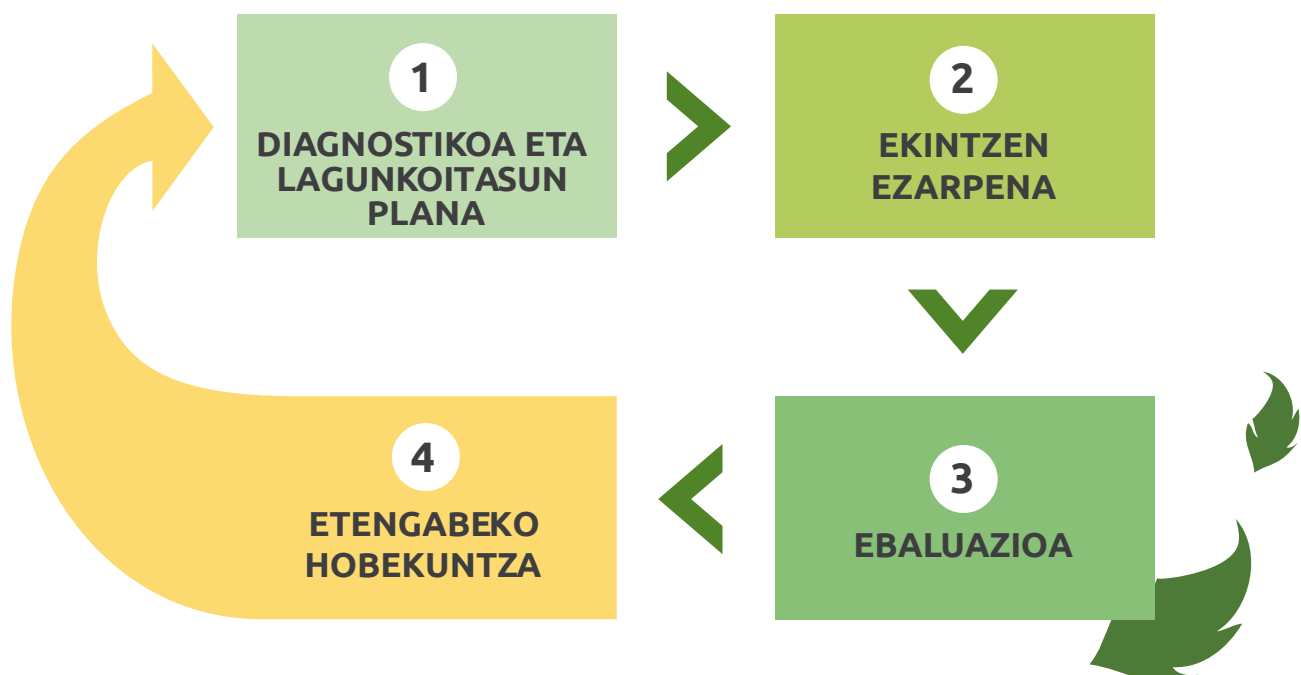 1
DIAGNOSTIKOA ETA
LAGUNKOITASUN
PLANA
2
EKINTZEN
EZARPENA
3
EBALUAZIOA
4
ETENGABEKO
HOBEKUNTZA